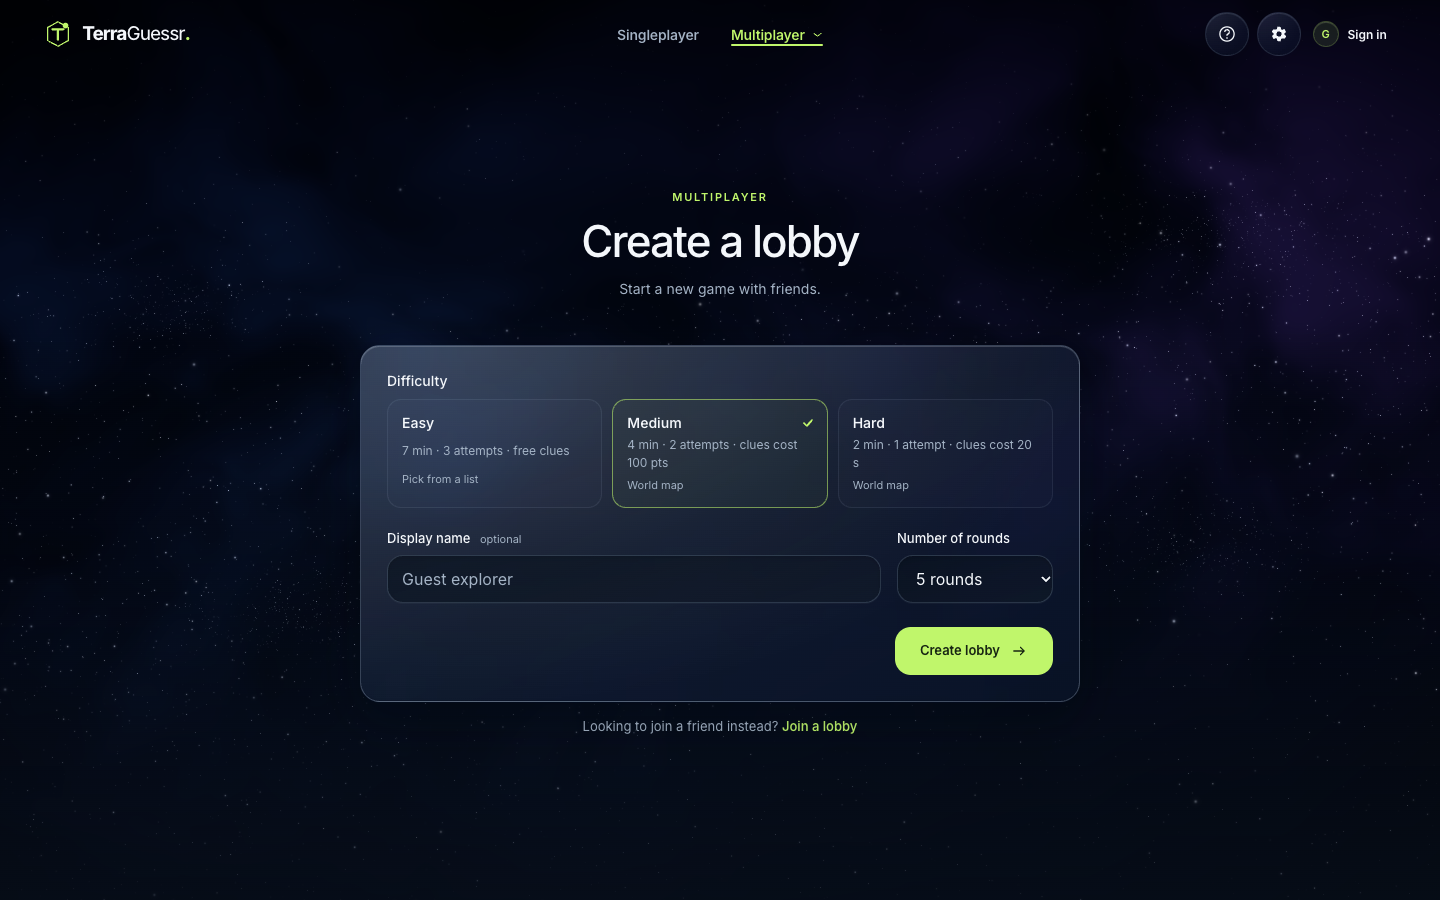 TerraGuessr.
Singleplayer
Multiplayer
G
Sign in
MULTIPLAYER
Create a lobby
Start a new game with friends.
Difficulty
Easy
7 min · 3 attempts · free clues
Pick from a list
Medium
4 min · 2 attempts · clues cost
100 pts
World map
Hard
2 min · 1 attempt · clues cost 20
s
World map
Display name optional
Guest explorer
Number of rounds
5 rounds
Create lobby
Looking to join a friend instead? Join a lobby